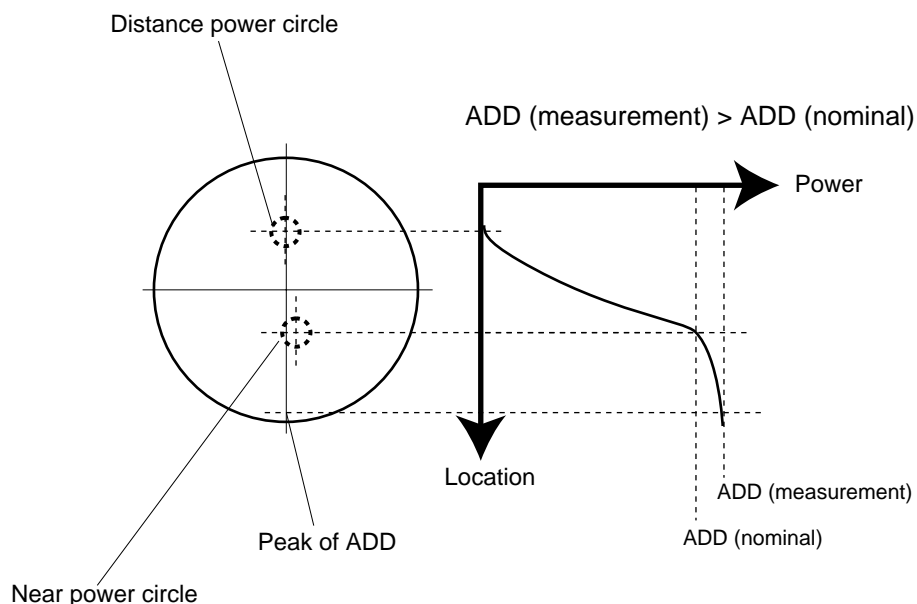 Distance power circle
ADD (measurement) > ADD (nominal)
Power
Location
ADD (measurement)
ADD (nominal)
Peak of ADD
Near power circle